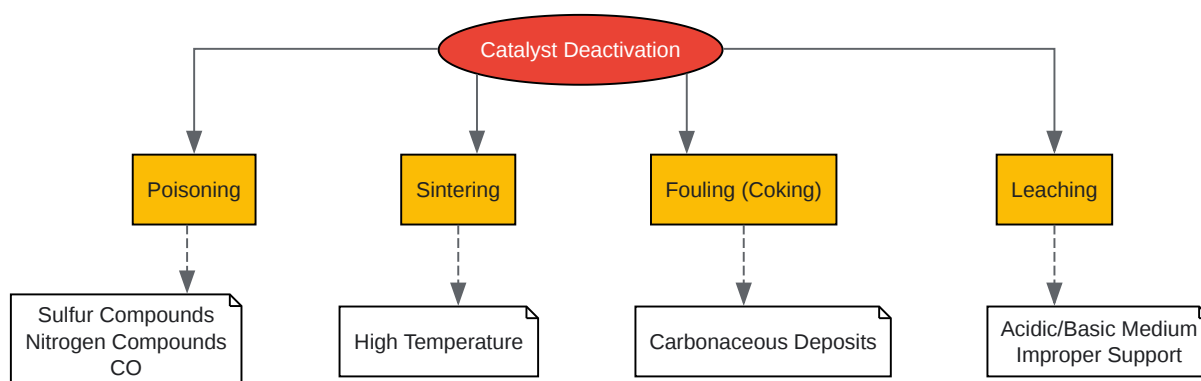 Catalyst Deactivation
Poisoning
Sintering
Fouling (Coking)
Leaching
Sulfur Compounds
Nitrogen Compounds
CO
High Temperature
Carbonaceous Deposits
Acidic/Basic Medium
Improper Support